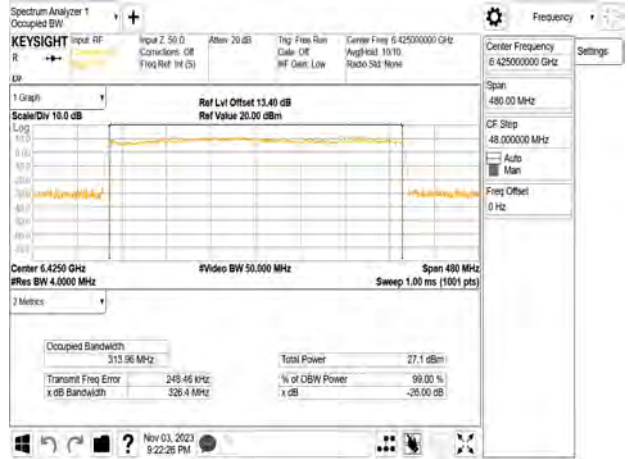 Spectrum Analyzer 1
Occupied BW
+
Frequency
KEYSIGHT Input: RF
R
Input Z: 50 Ω
Corrections: Off
Freq Ref: Int (S)
Atten: 20 dB
Trig: Free Run
Gate: Off
#IF Gain: Low
Center Freq: 6.425000000 GHz
Avg|Hold: 10/10
Radio Std: None
Center Frequency
6.425000000 GHz
Settings
Span
480.00 MHz
CF Step
48.000000 MHz
Auto
Man
Freq Offset
0 Hz
1 Graph
Scale/Div 10.0 dB
Ref Lvl Offset 13.40 dB
Ref Value 20.00 dBm
Log
Center 6.4250 GHz
#Video BW 50.000 MHz
Span 480 MHz
#Res BW 4.0000 MHz
Sweep 1.00 ms (1001 pts)
2 Metrics
Occupied Bandwidth
313.96 MHz
Total Power 27.1 dBm
Transmit Freq Error 248.46 kHz
% of OBW Power 99.00 %
x dB Bandwidth 326.4 MHz
x dB -26.00 dB
Nov 03, 2023
9:22:26 PM